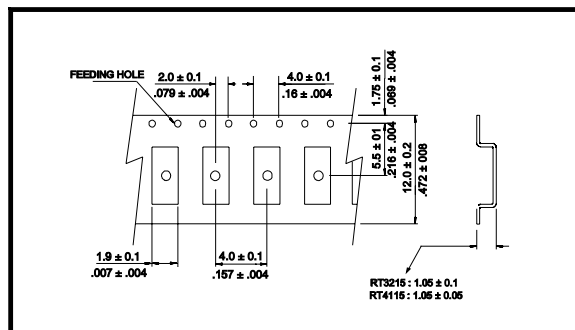 FEEDING HOLE
2.0 ± 0.1
.079 ± .004
4.0 ± 0.1
.16 ± .004
1.75 ± 0.1
.069 ± .004
5.5 ± 01
.216 ± .004
12.0 ± 0.2
.472 ± 008
1.9 ± 0.1
.007 ± .004
4.0 ± 0.1
.157 ± .004
RT3215 : 1.05 ± 0.1
RT4115 : 1.05 ± 0.05